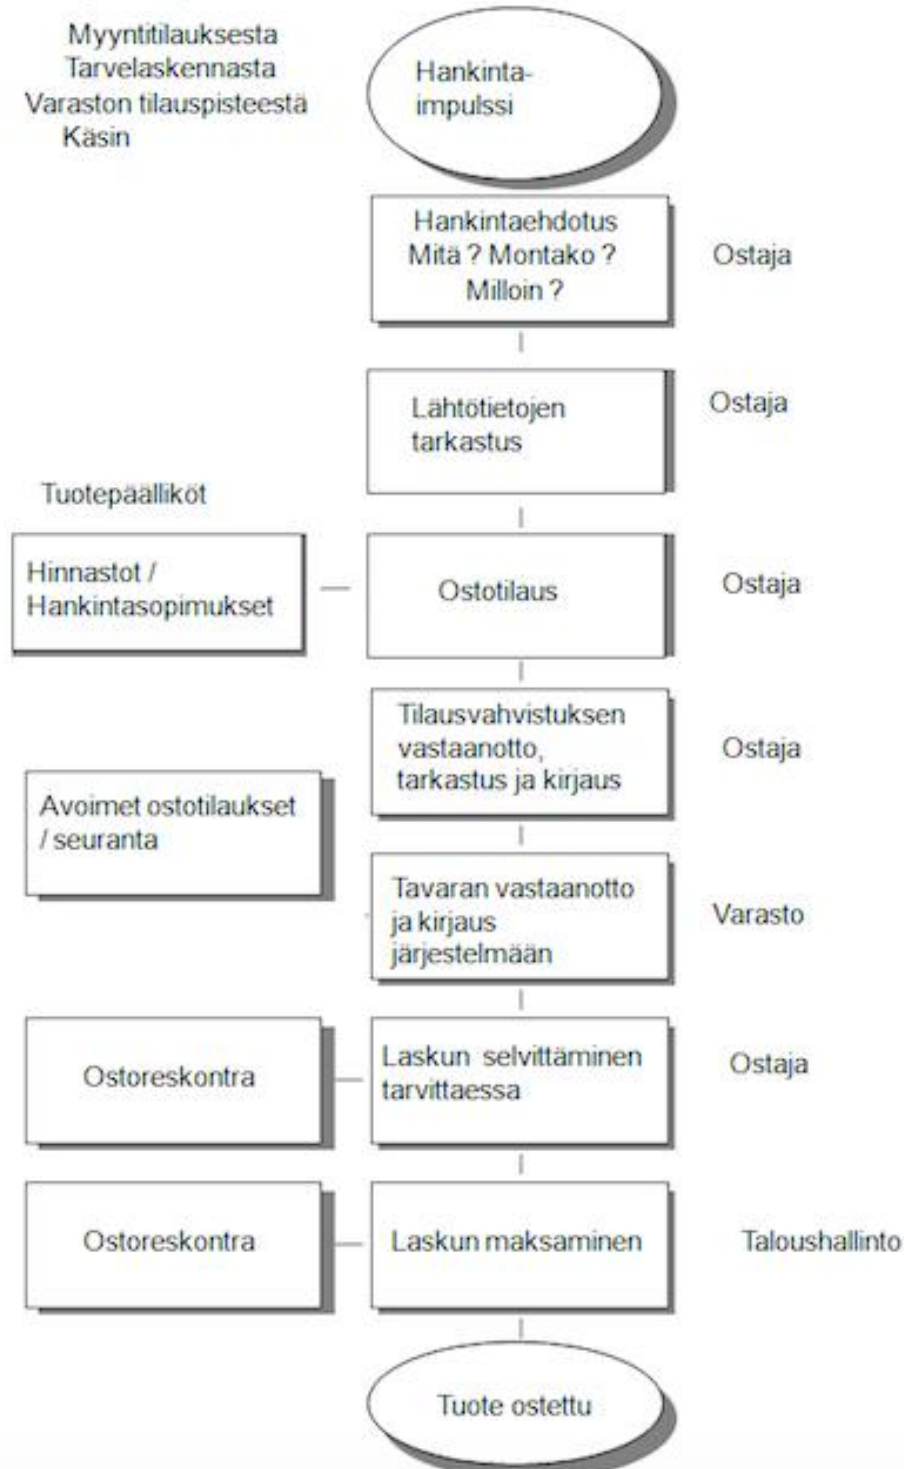 Myyntitilauksesta
Tarvelaskennasta
Varaston tilauspisteestä
Käsin
Hankinta-
impulssi
Hankintaehdotus
Mitä ? Montako ?
Milloin ?
Ostaja
Lähtötietojen
tarkastus
Ostaja
Tuotepäälliköt
Hinnastot /
Hankintasopimukset
Ostotilaus
Ostaja
Tilausvahvistuksen
vastaanotto,
tarkastus ja kirjaus
Ostaja
Avoimet ostotilaukset
/ seuranta
Tavaran vastaanotto
ja kirjaus
järjestelmään
Varasto
Ostoreskontra
Laskun selvittäminen
tarvittaessa
Ostaja
Ostoreskontra
Laskun maksaminen
Taloushallinto
Tuote ostettu